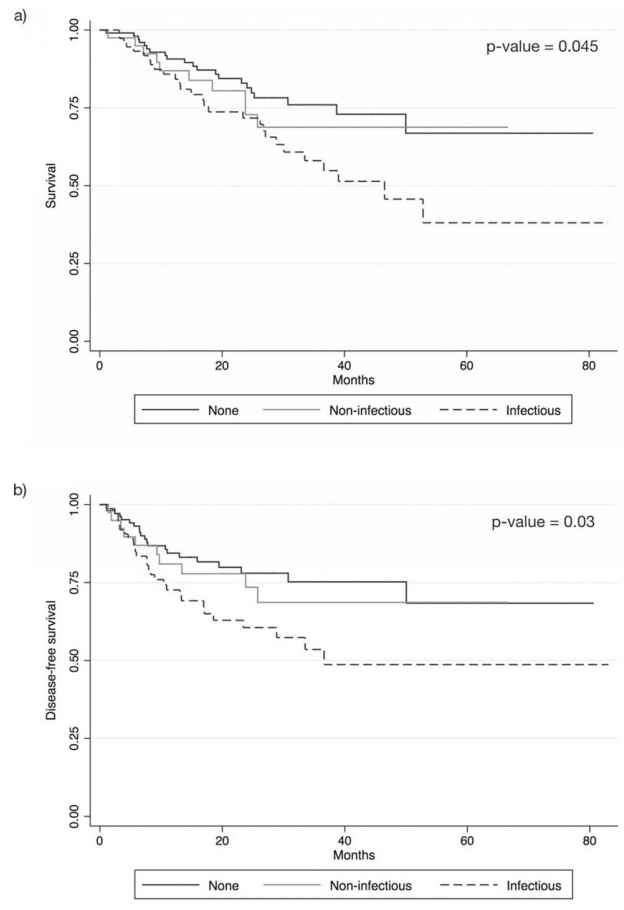 a)
p-value = 0.045
1.00
0.75
0.50
0.25
0.00
Survival
0 20 40 60 80
Months
None Non-infectious Infectious
b)
p-value = 0.03
1.00
0.75
0.50
0.25
0.00
Disease-free survival
0 20 40 60 80
Months
None Non-infectious Infectious